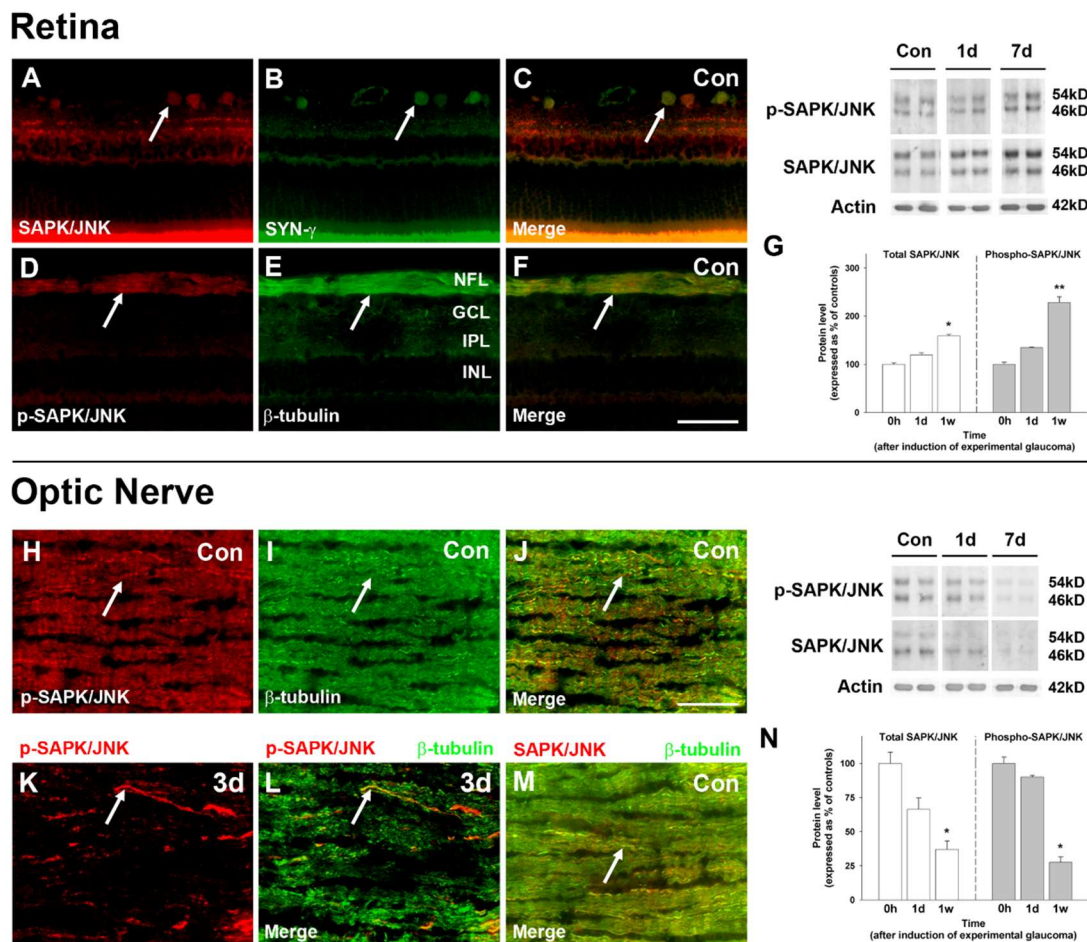 Retina
A
SAPK/JNK
B
SYN-γ
C
Con
Merge
D
p-SAPK/JNK
E
NFL
GCL
IPL
INL
β-tubulin
F
Con
Merge
Con 1d 7d
p-SAPK/JNK
54kD
46kD
SAPK/JNK
54kD
46kD
Actin
42kD
G
Total SAPK/JNK
Phospho-SAPK/JNK
Protein level
(expressed as % of controls)
300
200
100
0
*
**
0h 1d 1w 0h 1d 1w
Time
(after induction of experimental glaucoma)
Optic Nerve
H
Con
p-SAPK/JNK
I
Con
β-tubulin
J
Con
Merge
p-SAPK/JNK
K
3d
p-SAPK/JNK β-tubulin
L
3d
Merge
SAPK/JNK β-tubulin
M
Con
Con 1d 7d
p-SAPK/JNK
54kD
46kD
SAPK/JNK
54kD
46kD
Actin
42kD
N
Total SAPK/JNK
Phospho-SAPK/JNK
Protein level
(expressed as % of controls)
100
75
50
25
0
*
*
0h 1d 1w 0h 1d 1w
Time
(after induction of experimental glaucoma)